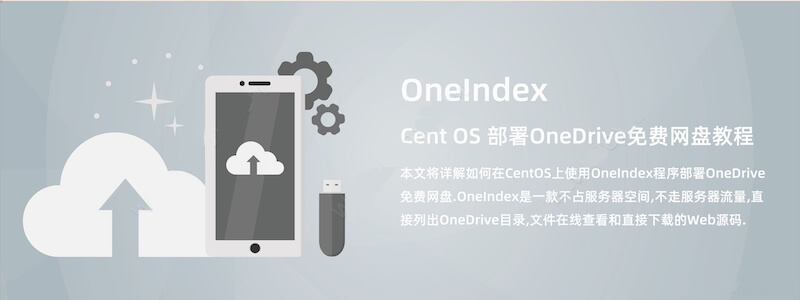 OneIndex
Cent OS 部署OneDrive免费网盘教程
本文将详解如何在CentOS上使用OneIndex程序部署OneDrive
免费网盘.OneIndex是一款不占服务器空间,不走服务器流量,直
接列出OneDrive目录,文件在线查看和直接下载的Web源码.